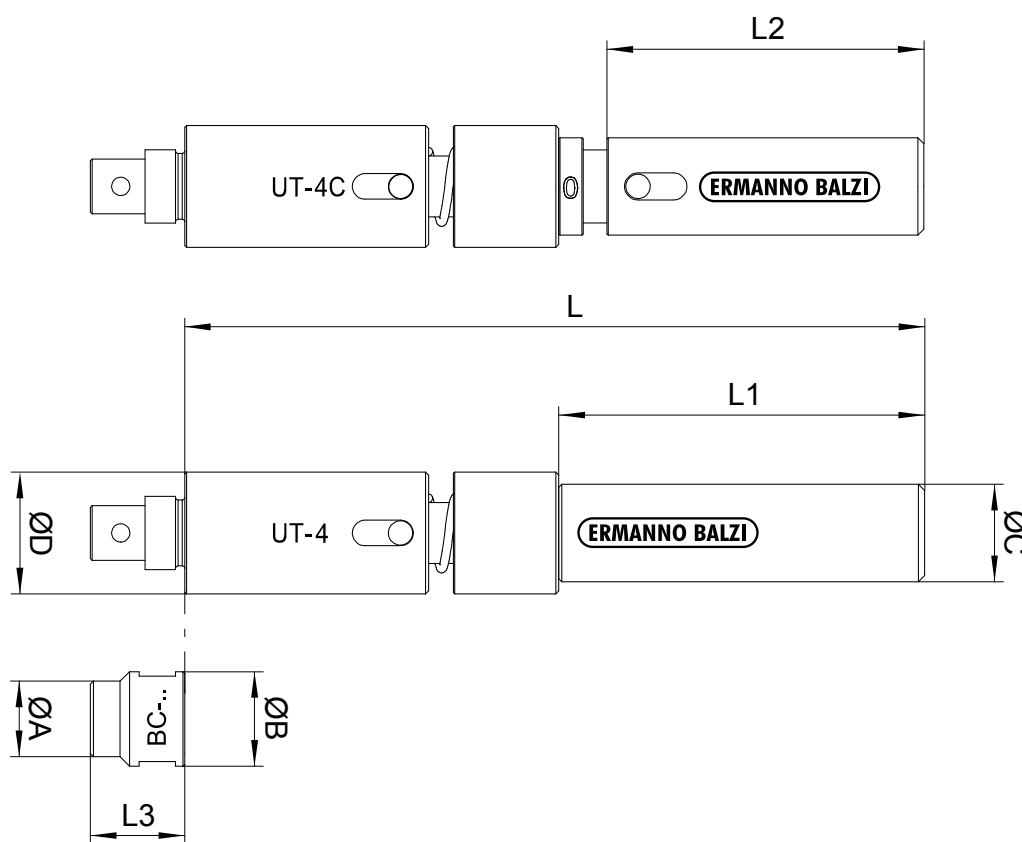 L2
UT-4C
ERMANNO BALZI
L
L1
ØD
UT-4
ERMANNO BALZI
ØC
ØA
BC-..
ØB
L3